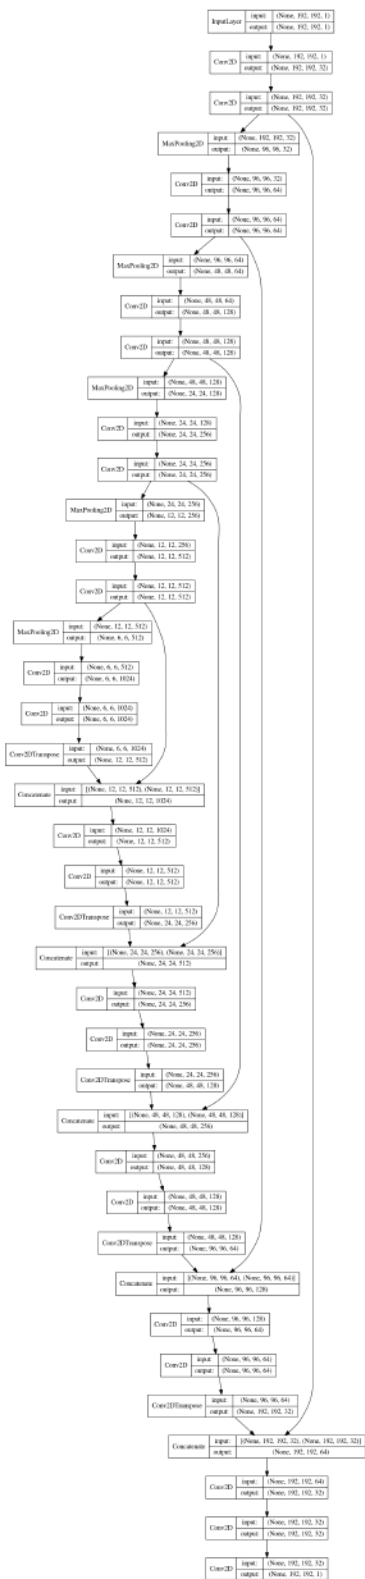 InputLayer input: (None, 192, 192, 1)
output: (None, 192, 192, 1)
Conv2D input: (None, 192, 192, 1)
output: (None, 192, 192, 32)
Conv2D input: (None, 192, 192, 32)
output: (None, 192, 192, 32)
MaxPooling2D input: (None, 192, 192, 32)
output: (None, 96, 96, 32)
Conv2D input: (None, 96, 96, 32)
output: (None, 96, 96, 64)
Conv2D input: (None, 96, 96, 64)
output: (None, 96, 96, 64)
MaxPooling2D input: (None, 96, 96, 64)
output: (None, 48, 48, 64)
Conv2D input: (None, 48, 48, 64)
output: (None, 48, 48, 128)
Conv2D input: (None, 48, 48, 128)
output: (None, 48, 48, 128)
MaxPooling2D input: (None, 48, 48, 128)
output: (None, 24, 24, 128)
Conv2D input: (None, 24, 24, 128)
output: (None, 24, 24, 256)
Conv2D input: (None, 24, 24, 256)
output: (None, 24, 24, 256)
MaxPooling2D input: (None, 24, 24, 256)
output: (None, 12, 12, 256)
Conv2D input: (None, 12, 12, 256)
output: (None, 12, 12, 512)
Conv2D input: (None, 12, 12, 512)
output: (None, 12, 12, 512)
MaxPooling2D input: (None, 12, 12, 512)
output: (None, 6, 6, 512)
Conv2D input: (None, 6, 6, 512)
output: (None, 6, 6, 1024)
Conv2D input: (None, 6, 6, 1024)
output: (None, 6, 6, 1024)
Conv2DTranspose input: (None, 6, 6, 1024)
output: (None, 12, 12, 512)
Concatenate input: [(None, 12, 12, 512), (None, 12, 12, 512)]
output: (None, 12, 12, 1024)
Conv2D input: (None, 12, 12, 1024)
output: (None, 12, 12, 512)
Conv2D input: (None, 12, 12, 512)
output: (None, 12, 12, 512)
Conv2DTranspose input: (None, 12, 12, 512)
output: (None, 24, 24, 256)
Concatenate input: [(None, 24, 24, 256), (None, 24, 24, 256)]
output: (None, 24, 24, 512)
Conv2D input: (None, 24, 24, 512)
output: (None, 24, 24, 256)
Conv2D input: (None, 24, 24, 256)
output: (None, 24, 24, 256)
Conv2DTranspose input: (None, 24, 24, 256)
output: (None, 48, 48, 128)
Concatenate input: [(None, 48, 48, 128), (None, 48, 48, 128)]
output: (None, 48, 48, 256)
Conv2D input: (None, 48, 48, 256)
output: (None, 48, 48, 128)
Conv2D input: (None, 48, 48, 128)
output: (None, 48, 48, 128)
Conv2DTranspose input: (None, 48, 48, 128)
output: (None, 96, 96, 64)
Concatenate input: [(None, 96, 96, 64), (None, 96, 96, 64)]
output: (None, 96, 96, 128)
Conv2D input: (None, 96, 96, 128)
output: (None, 96, 96, 64)
Conv2D input: (None, 96, 96, 64)
output: (None, 96, 96, 64)
Conv2DTranspose input: (None, 96, 96, 64)
output: (None, 192, 192, 32)
Concatenate input: [(None, 192, 192, 32), (None, 192, 192, 32)]
output: (None, 192, 192, 64)
Conv2D input: (None, 192, 192, 64)
output: (None, 192, 192, 32)
Conv2D input: (None, 192, 192, 32)
output: (None, 192, 192, 32)
Conv2D input: (None, 192, 192, 32)
output: (None, 192, 192, 1)